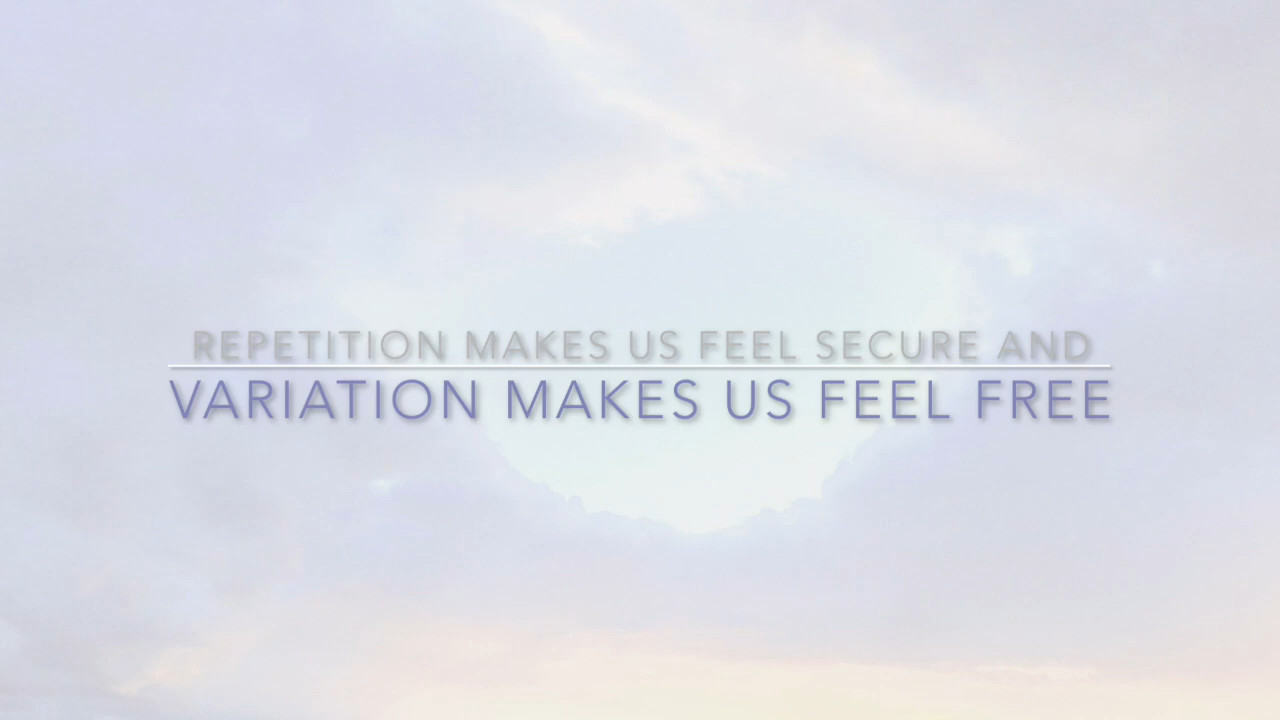 REPETITION MAKES US FEEL SECURE AND
VARIATION MAKES US FEEL FREE